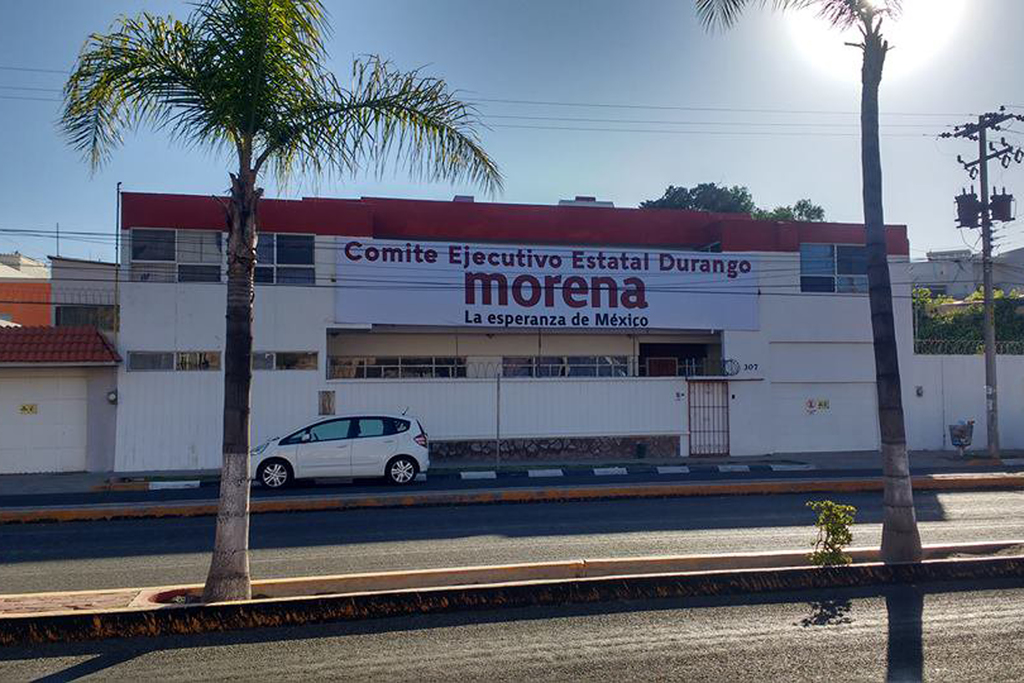 Comite Ejecutivo Estatal Durango
morena
La esperanza de México
307